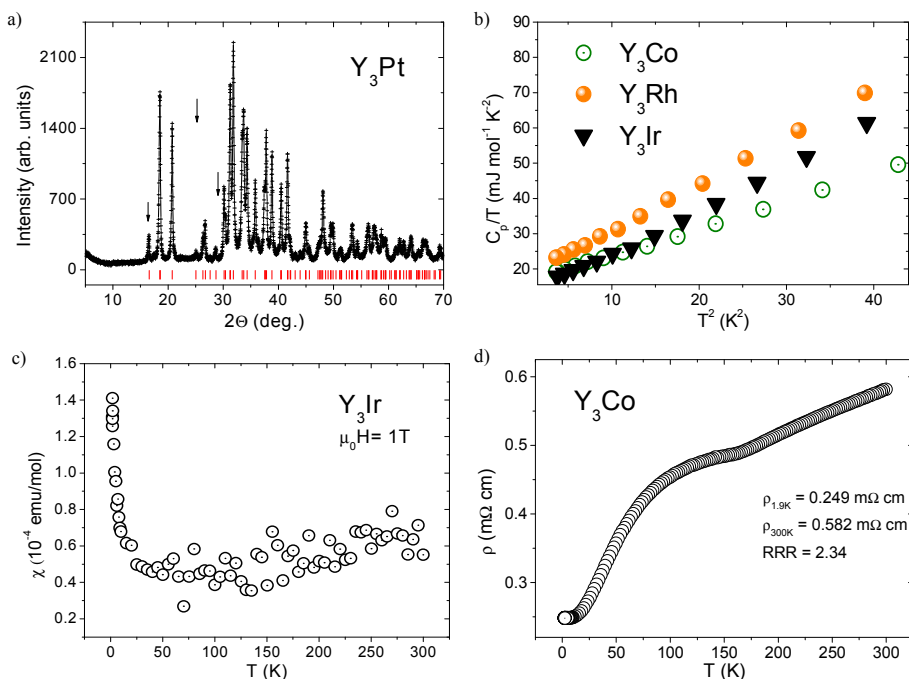 a)
Y₃Pt
Intensity (arb. units)
2100
1400
700
0
10 20 30 40 50 60 70
2Θ (deg.)
b)
Y₃Co
Y₃Rh
Y₃Ir
Cₚ/T (mJ mol⁻¹ K⁻²)
90
80
70
60
50
40
30
20
0 10 20 30 40
T² (K²)
c)
Y₃Ir
μ₀H= 1T
χ (10⁻⁴ emu/mol)
1.6
1.4
1.2
1.0
0.8
0.6
0.4
0.2
0 50 100 150 200 250 300
T (K)
d)
Y₃Co
ρ (mΩ cm)
0.6
0.5
0.4
0.3
ρ₁.₉K = 0.249 mΩ cm
ρ₃₀₀K = 0.582 mΩ cm
RRR = 2.34
0 50 100 150 200 250 300
T (K)